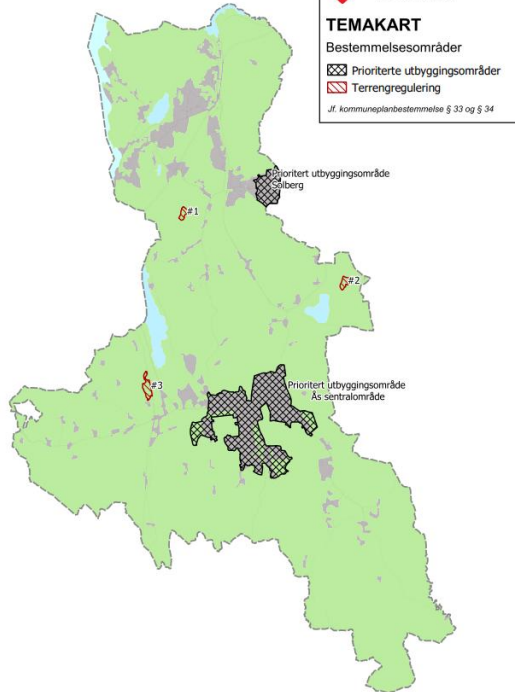 TEMAKART
Bestemmelsesområder
Prioriterte utbyggingsområder
Terrengregulering
Jf. kommuneplanbestemmelse § 33 og § 34
Prioritert utbyggingsområde
Solberg
#1
#2
#3
Prioritert utbyggingsområde
Ås sentralområde